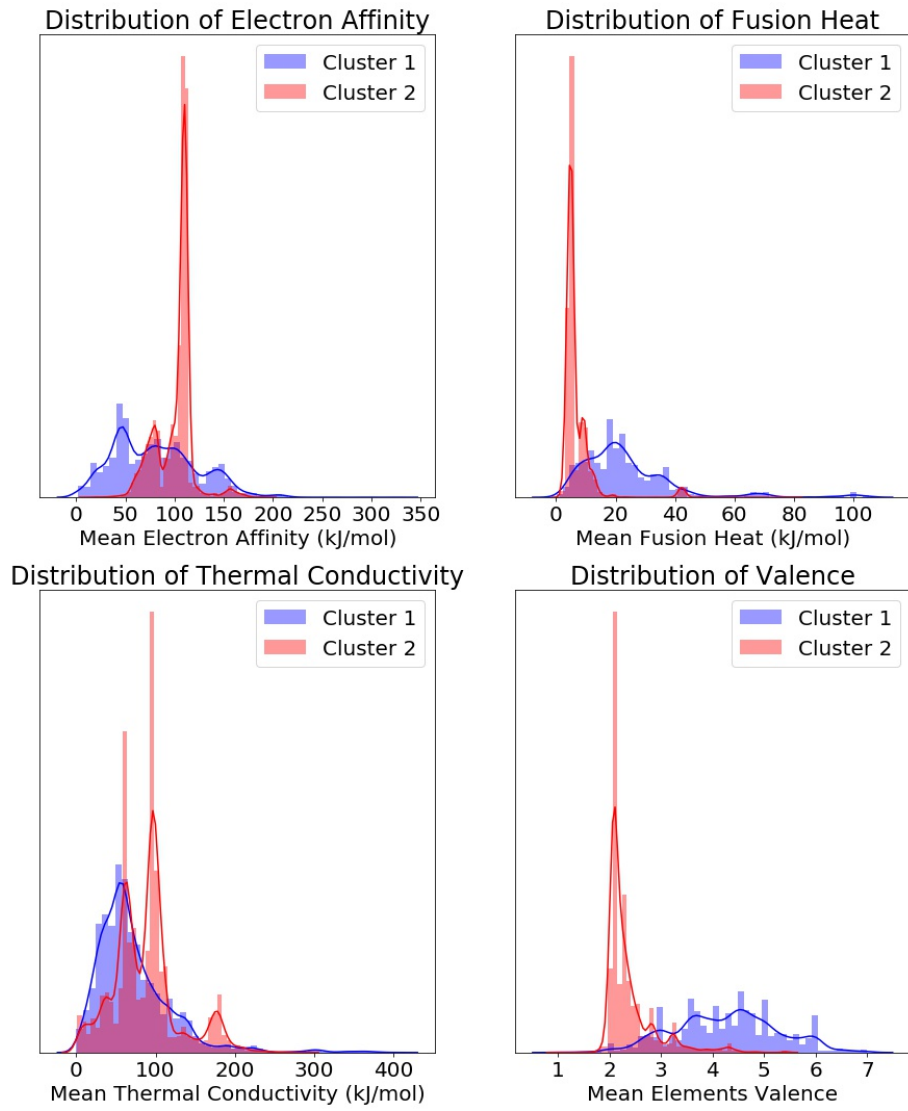 Distribution of Electron Affinity
Cluster 1
Cluster 2
0 50 100 150 200 250 300 350
Mean Electron Affinity (kJ/mol)
Distribution of Fusion Heat
Cluster 1
Cluster 2
0 20 40 60 80 100
Mean Fusion Heat (kJ/mol)
Distribution of Thermal Conductivity
Cluster 1
Cluster 2
0 100 200 300 400
Mean Thermal Conductivity (kJ/mol)
Distribution of Valence
Cluster 1
Cluster 2
1 2 3 4 5 6 7
Mean Elements Valence